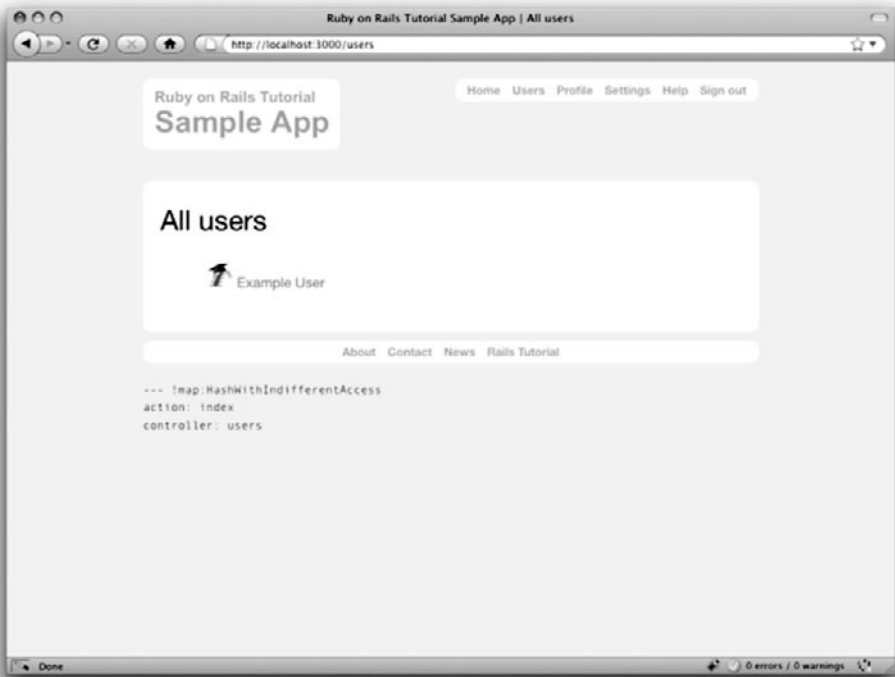 Ruby on Rails Tutorial Sample App | All users
http://localhost:3000/users
Ruby on Rails Tutorial
Sample App
Home Users Profile Settings Help Sign out
All users
Example User
About Contact News Rails Tutorial
--- !map:HashWithIndifferentAccess
action: index
controller: users
Done
0 errors / 0 warnings